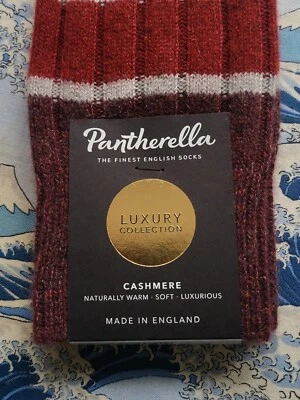 Pantherella
THE FINEST ENGLISH SOCKS
LUXURY
COLLECTION
CASHMERE
NATURALLY WARM · SOFT · LUXURIOUS
MADE IN ENGLAND